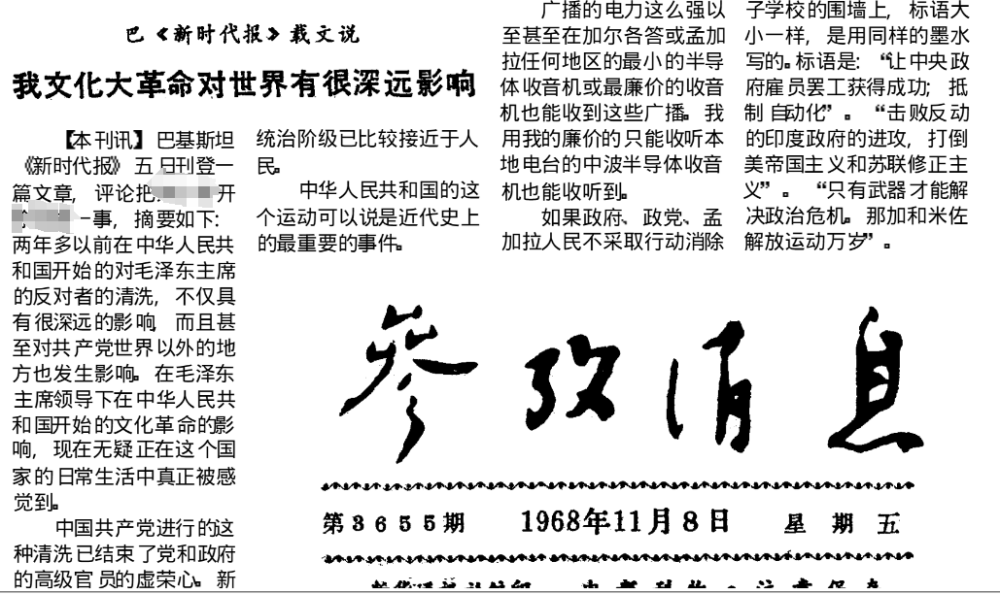 巴《新时代报》载文说
我文化大革命对世界有很深远影响
【本刊讯】巴基斯坦
《新时代报》五日刊登一
篇文章，评论把 开
一事，摘要如下：
两年多以前在中华人民共
和国开始的对毛泽东主席
的反对者的清洗，不仅具
有很深远的影响，而且甚
至对共产党世界以外的地
方也发生影响。在毛泽东
主席领导下在中华人民共
和国开始的文化革命的影
响，现在无疑正在这个国
家的日常生活中真正被感
觉到。
中国共产党进行的这
种清洗已结束了党和政府
的高级官员的虚荣心。新
统治阶级已比较接近于人
民。
中华人民共和国的这
个运动可以说是近代史上
的最重要的事件。
广播的电力这么强以
至甚至在加尔各答或孟加
拉任何地区的最小的半导
体收音机或最廉价的收音
机也能收到这些广播。我
用我的廉价的只能收听本
地电台的中波半导体收音
机也能收听到。
如果政府、政党、孟
加拉人民不采取行动消除
子学校的围墙上，标语大
小一样，是用同样的墨水
写的。标语是：“让中央政
府雇员罢工获得成功；抵
制自动化”。“击败反动
的印度政府的进攻，打倒
美帝国主义和苏联修正主
义”。“只有武器才能解
决政治危机。那加和米佐
解放运动万岁”。
参考消息
第3655期 1968年11月8日 星期五